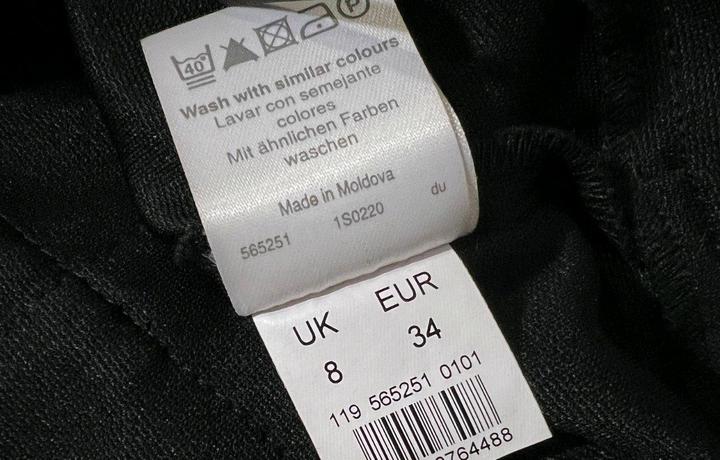 40°
P
Wash with similar colours
Lavar con semejante
colores
Mit ähnlichen Farben
waschen
Made in Moldova
565251 1S0220 du
UK EUR
8 34
119 565251 0101
764488